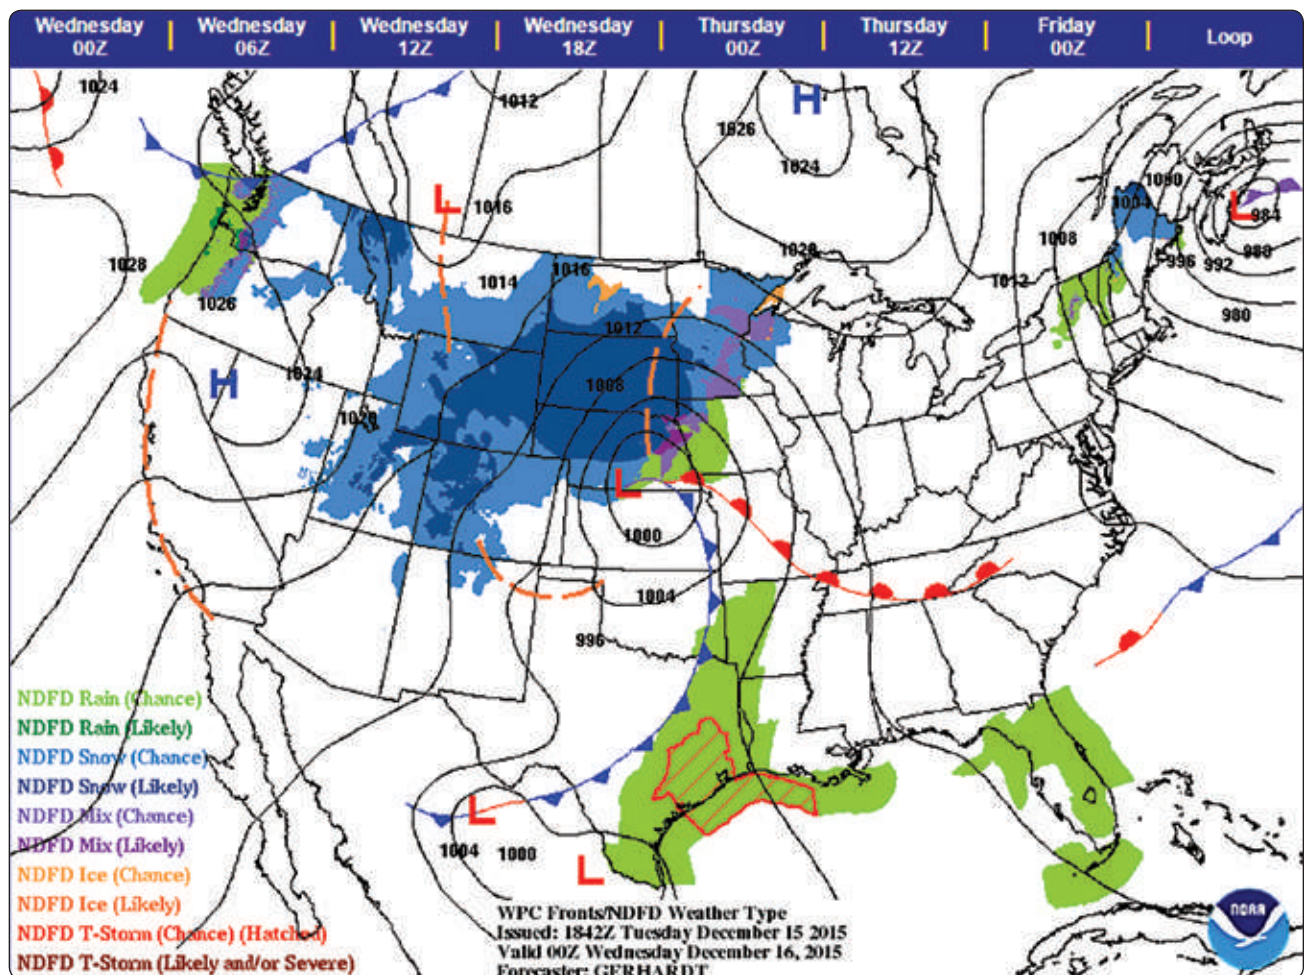 Wednesday 00Z
Wednesday 06Z
Wednesday 12Z
Wednesday 18Z
Thursday 00Z
Thursday 12Z
Friday 00Z
Loop
1024
1012
H
1026
1024
L
1016
1000
1004
L
984
1028
1008
1028
996
992
980
1014
1016
1012
1026
980
1012
1024
H
1008
1020
L
1000
1004
996
NDFD Rain (Chance)
NDFD Rain (Likely)
NDFD Snow (Chance)
NDFD Snow (Likely)
NDFD Mix (Chance)
NDFD Mix (Likely)
NDFD Ice (Chance)
NDFD Ice (Likely)
NDFD T-Storm (Chance) (Hatched)
NDFD T-Storm (Likely and/or Severe)
L
1004
1000
L
WPC Fronts/NDFD Weather Type
Issued: 1842Z Tuesday December 15 2015
Valid 00Z Wednesday December 16, 2015
Forecaster: GERHARDT
NOAA